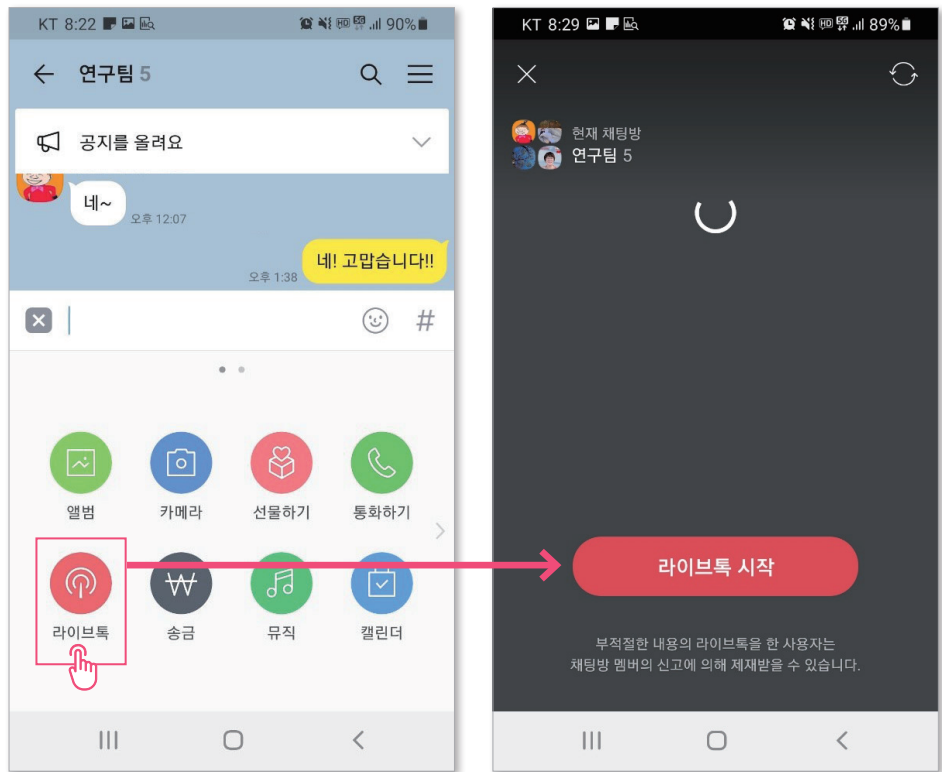 KT 8:22
90%
연구팀 5
공지를 올려요
네~
오후 12:07
네! 고맙습니다!!
오후 1:38
#
앨범
카메라
선물하기
통화하기
라이브톡
송금
뮤직
캘린더
KT 8:29
89%
현재 채팅방
연구팀 5
라이브톡 시작
부적절한 내용의 라이브톡을 한 사용자는
채팅방 멤버의 신고에 의해 제재받을 수 있습니다.